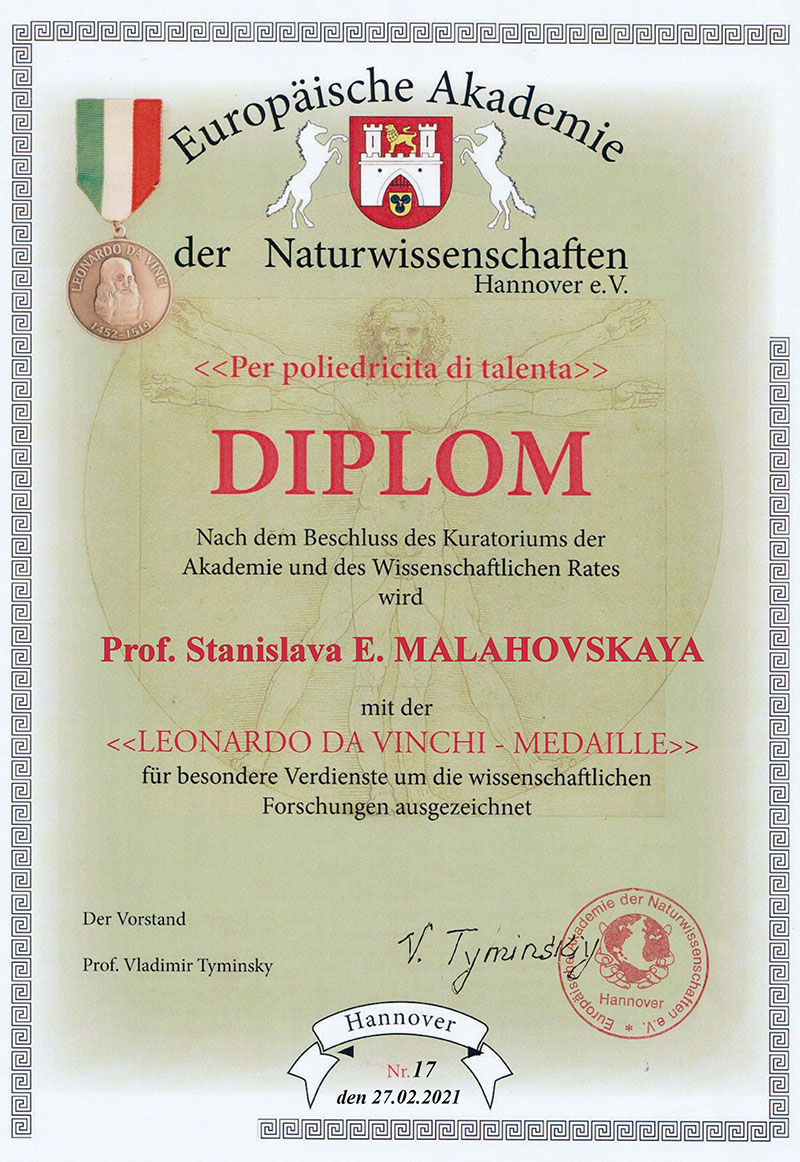 Europäische Akademie
der Naturwissenschaften
Hannover e.V.
LEONARDO DA VINCI
1452-1519
<<Per poliedricita di talenta>>
DIPLOM
Nach dem Beschluss des Kuratoriums der
Akademie und des Wissenschaftlichen Rates
wird
Prof. Stanislava E. MALAHOVSKAYA
mit der
<<LEONARDO DA VINCHI - MEDAILLE>>
für besondere Verdienste um die wissenschaftlichen
Forschungen ausgezeichnet
Der Vorstand
Prof. Vladimir Tyminsky
V. Tyminskiy
Europäische Akademie der Naturwissenschaften e.V. *
Hannover
Hannover
Nr. 17
den 27.02.2021